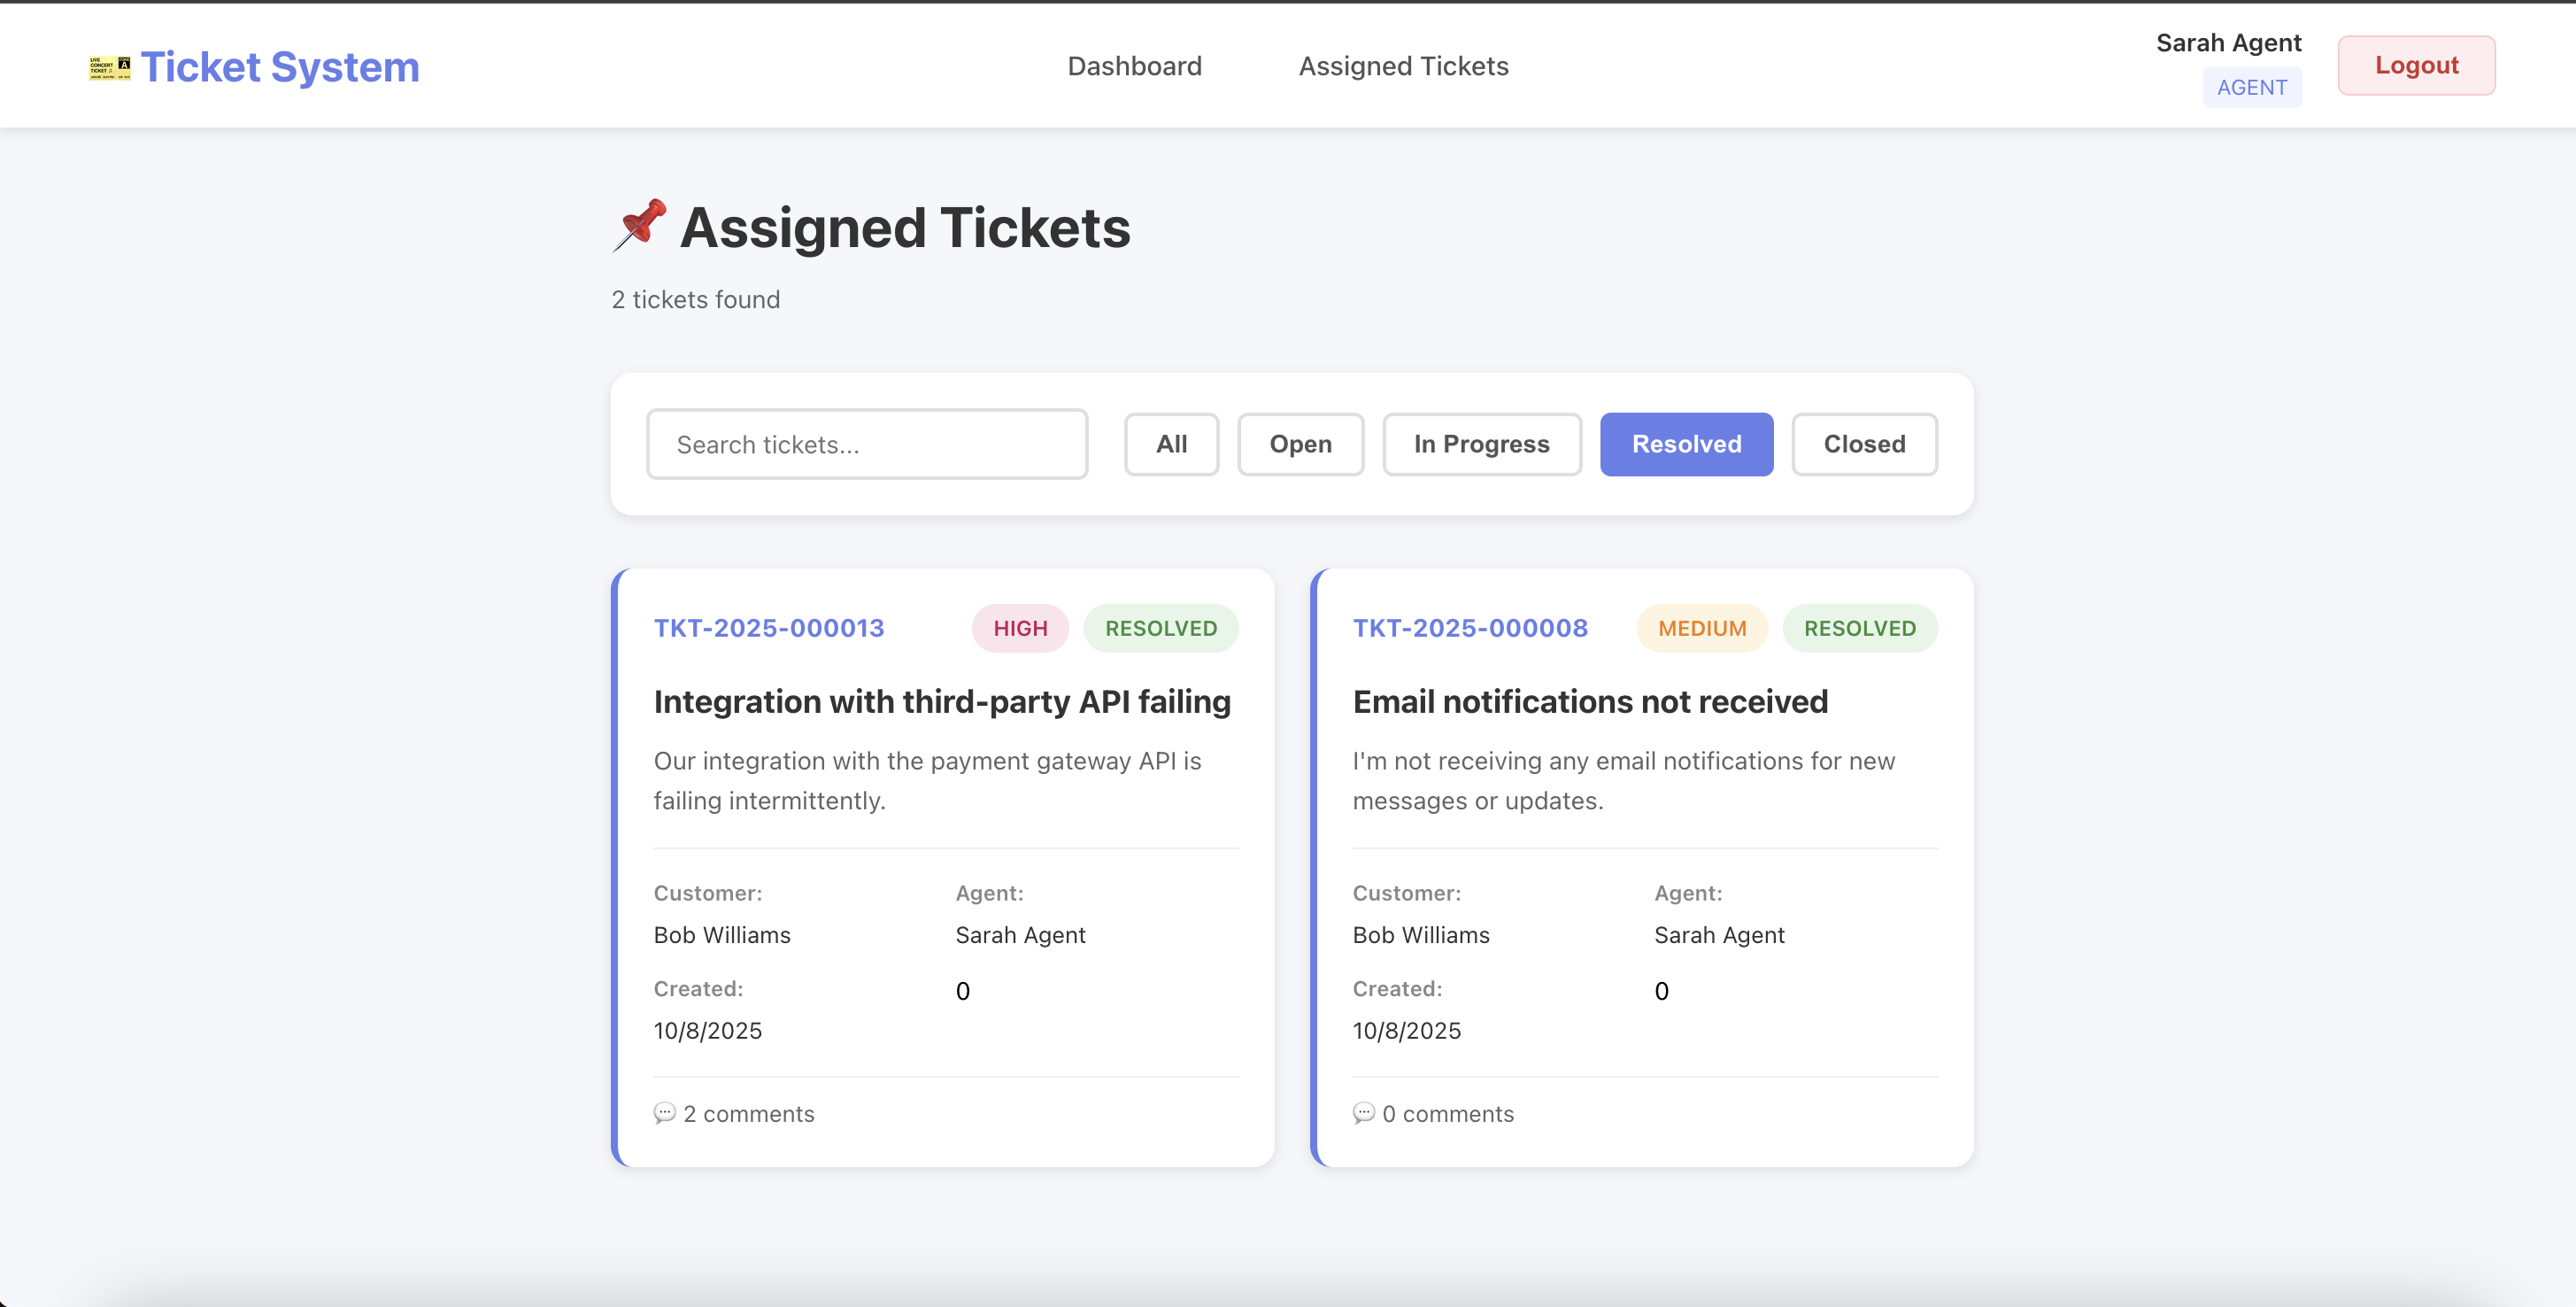 Ticket System
Dashboard
Assigned Tickets
Sarah Agent
AGENT
Logout
Assigned Tickets
2 tickets found
Search tickets...
All
Open
In Progress
Resolved
Closed
TKT-2025-000013
HIGH
RESOLVED
Integration with third-party API failing
Our integration with the payment gateway API is
failing intermittently.
Customer:
Bob Williams
Agent:
Sarah Agent
Created:
10/8/2025
0
2 comments
TKT-2025-000008
MEDIUM
RESOLVED
Email notifications not received
I'm not receiving any email notifications for new
messages or updates.
Customer:
Bob Williams
Agent:
Sarah Agent
Created:
10/8/2025
0
0 comments